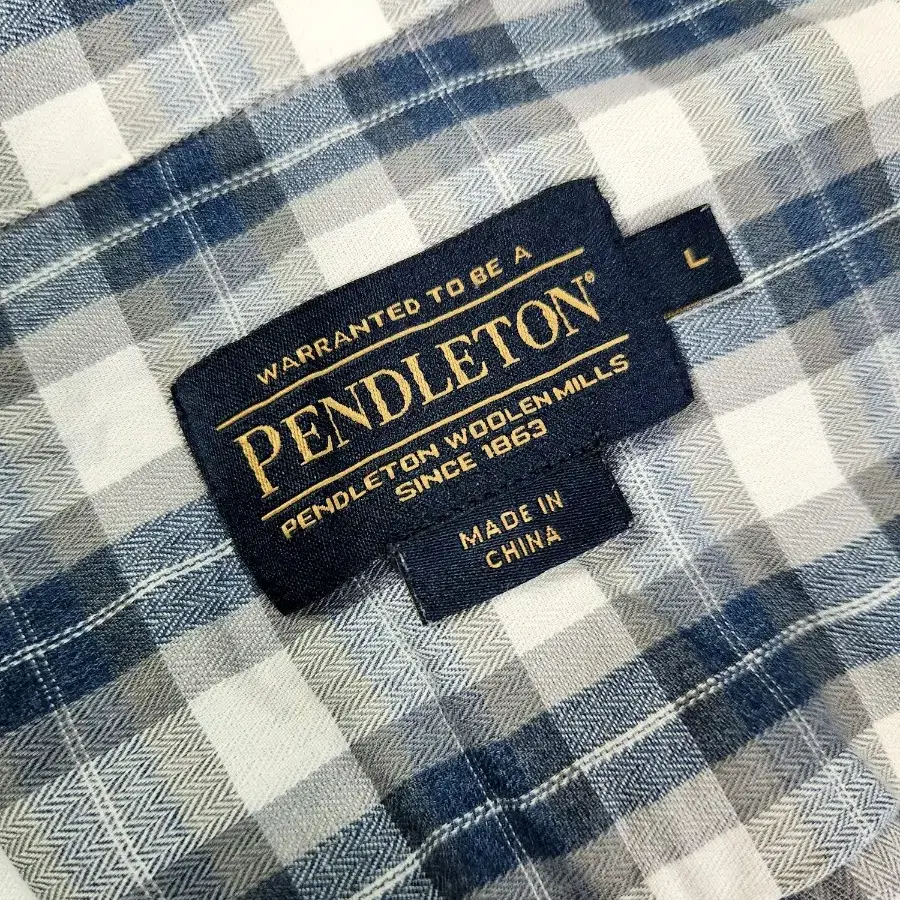 WARRANTED TO BE A
PENDLETON®
PENDLETON WOOLEN MILLS
SINCE 1863
L
MADE IN
CHINA